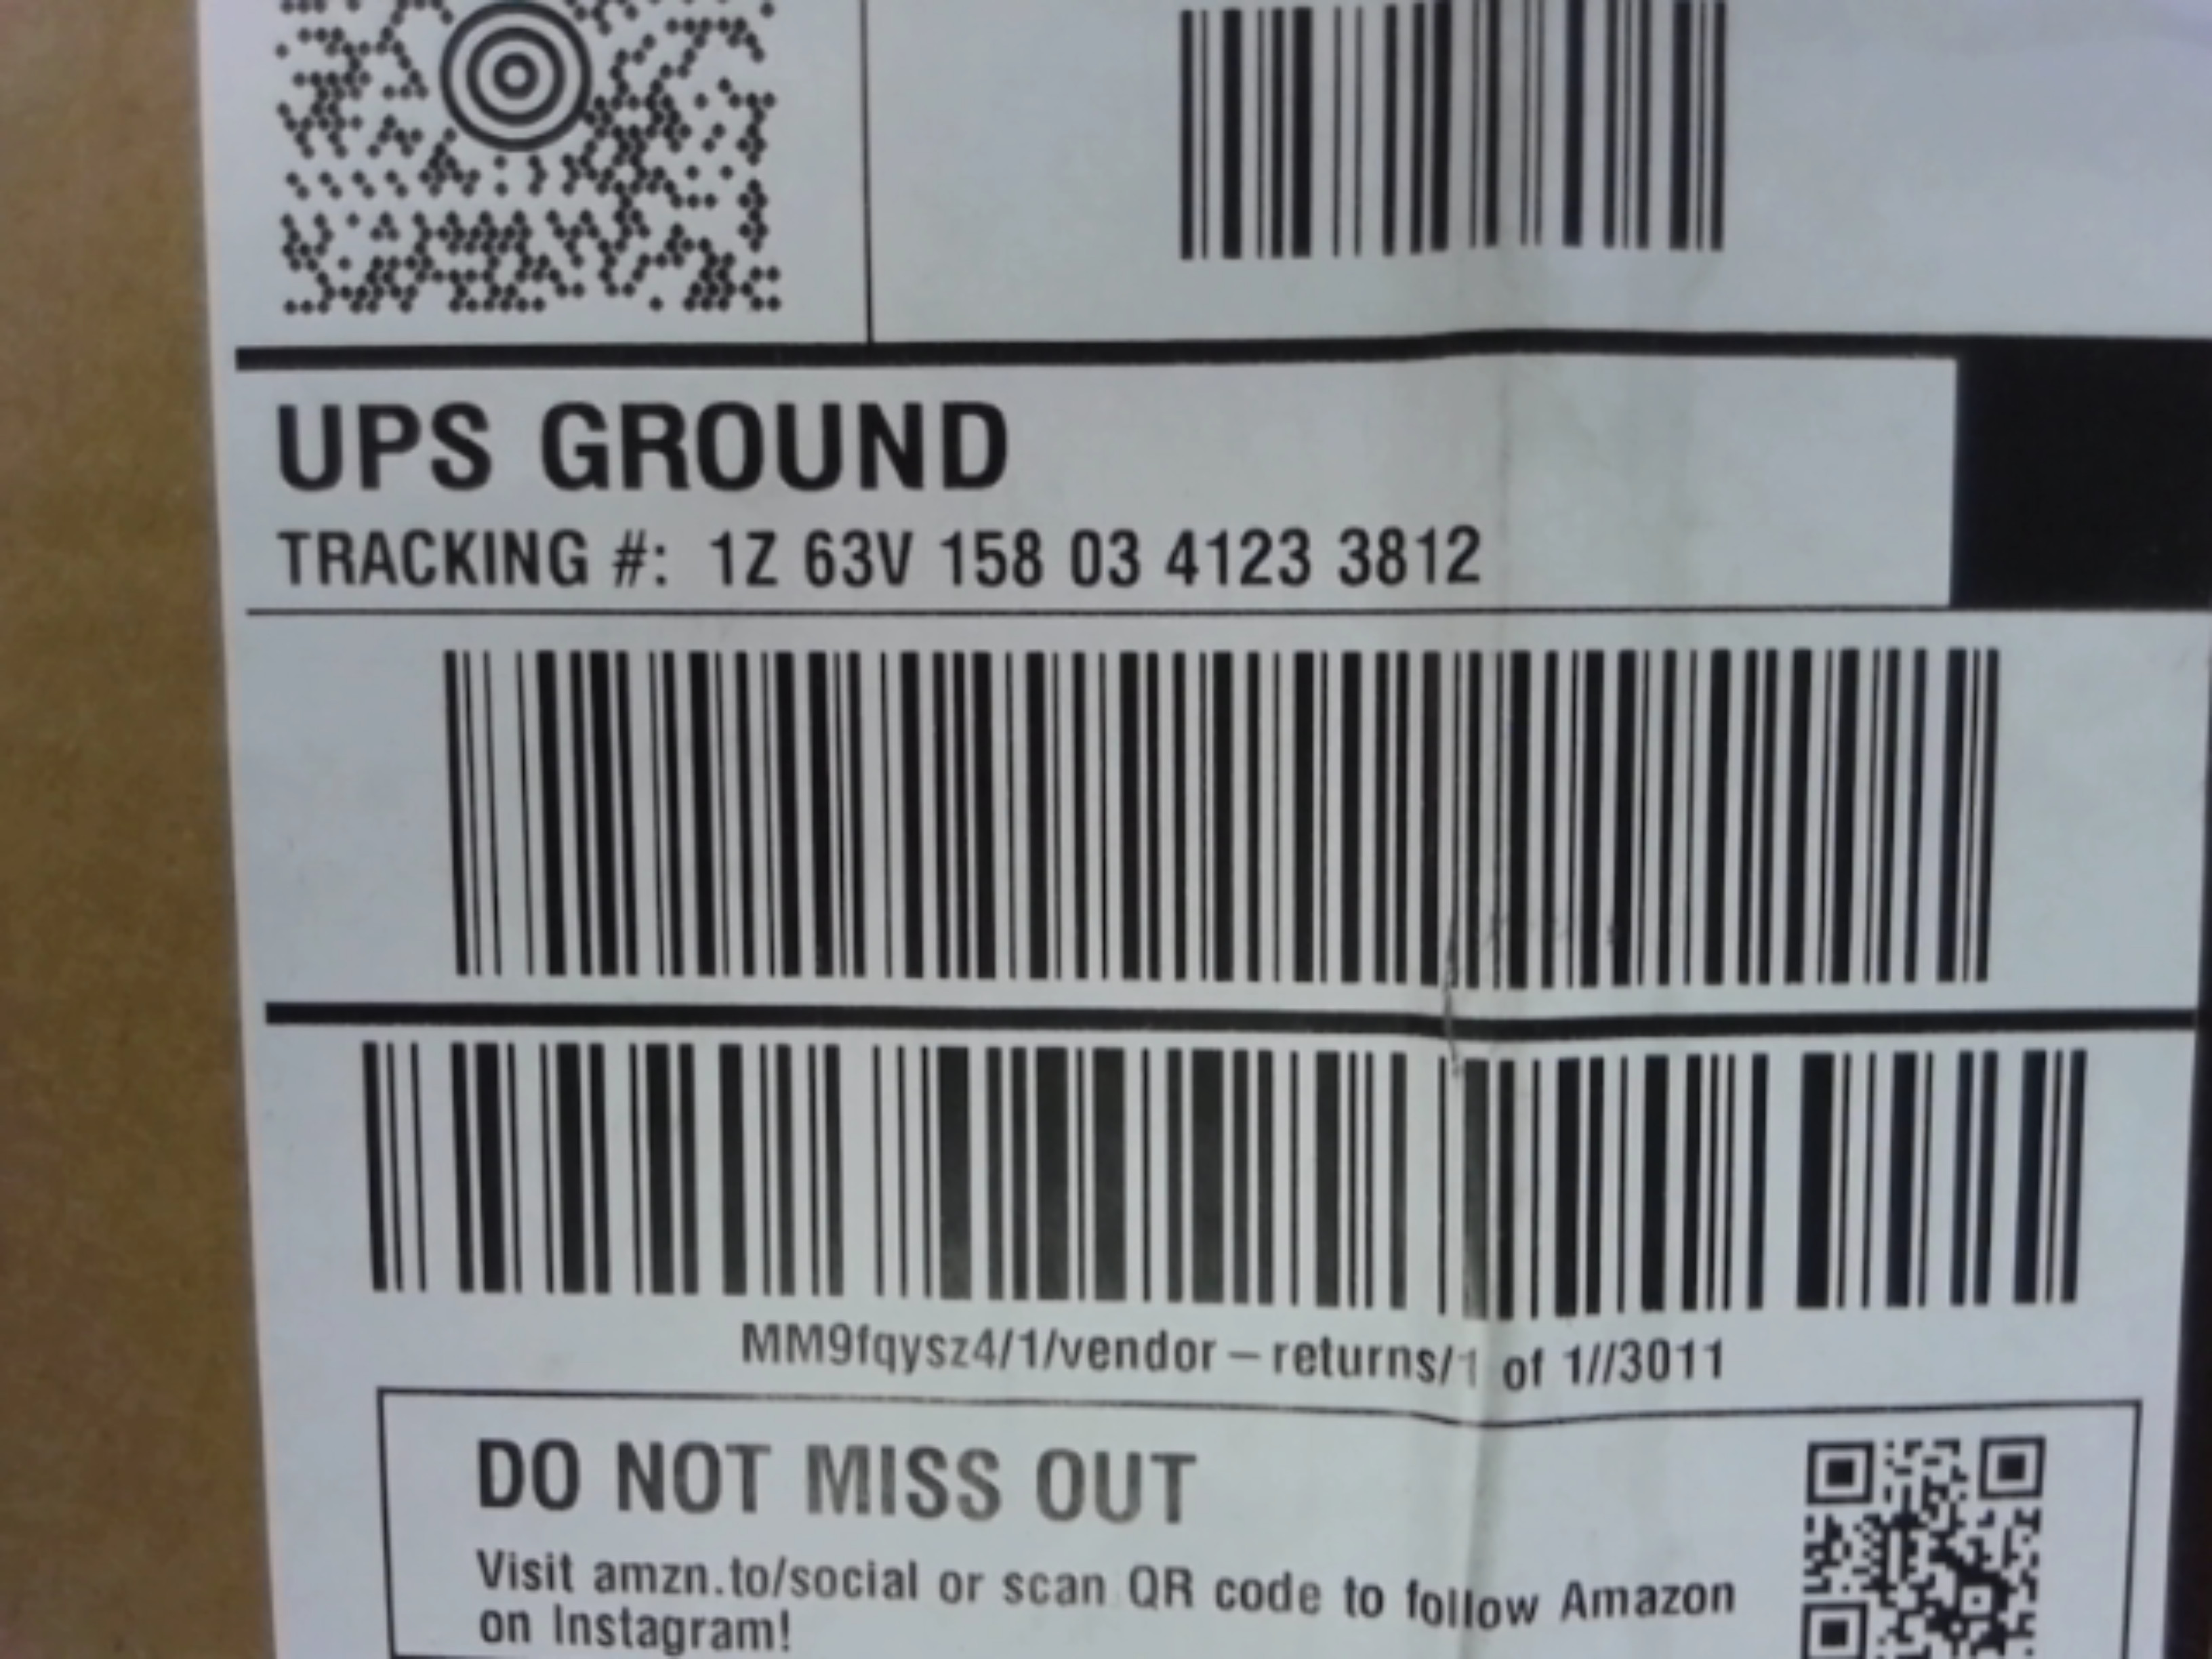 UPS GROUND
TRACKING #: 1Z 63V 158 03 4123 3812
MM9fqysz4/1/vendor-returns/1 of 1//3011
DO NOT MISS OUT
Visit amzn.to/social or scan QR code to follow Amazon
on Instagram!